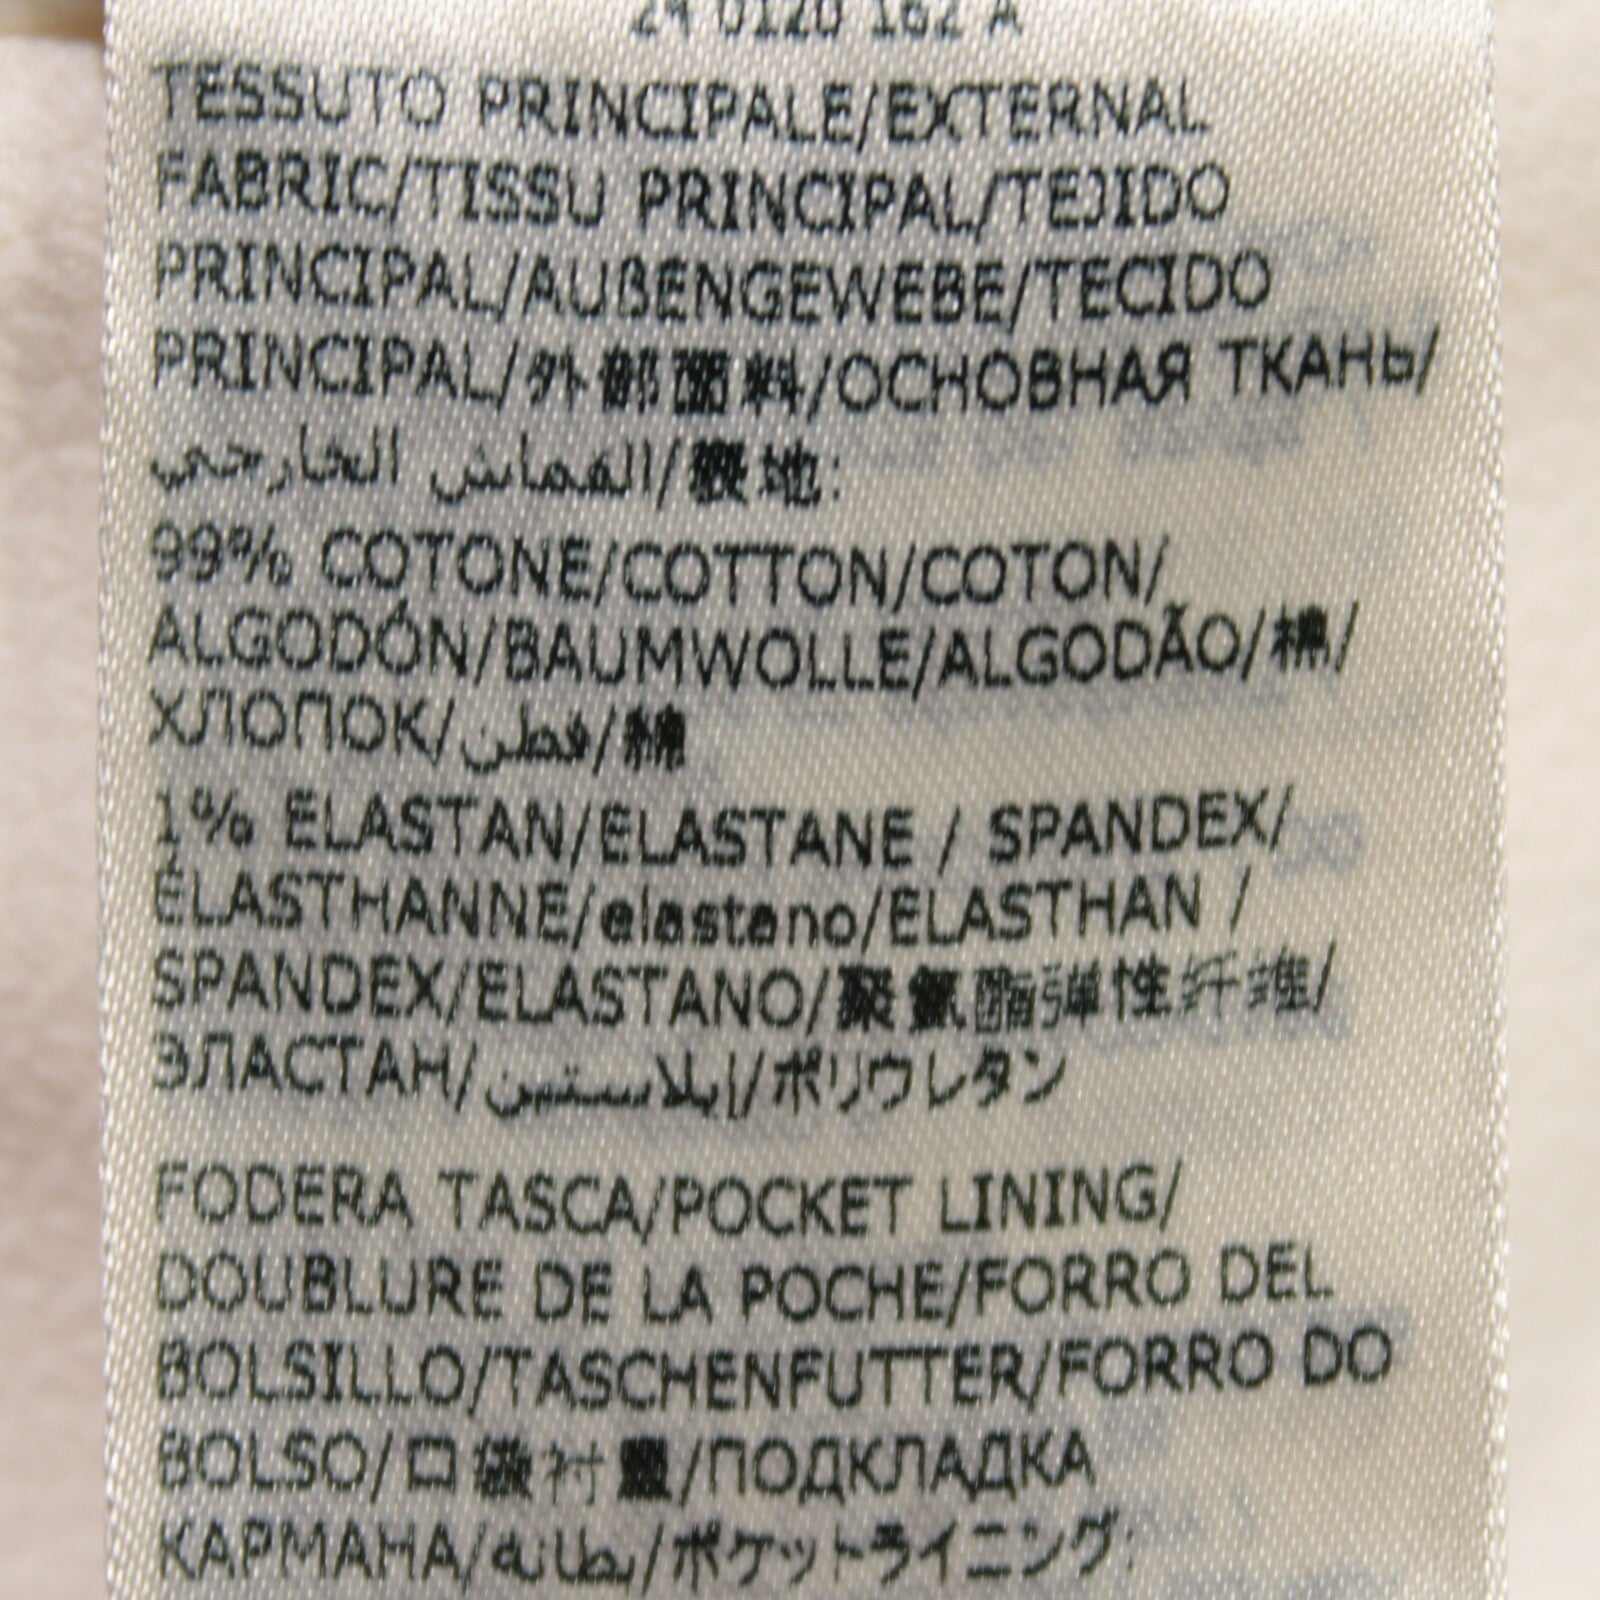 24 0120 162 A
TESSUTO PRINCIPALE/EXTERNAL
FABRIC/TISSU PRINCIPAL/TEJIDO
PRINCIPAL/AUßENGEWEBE/TECIDO
PRINCIPAL/外部面料/ОСНОВНАЯ ТКАНЬ/
القماش الخارجي/表地:
99% COTONE/COTTON/COTON/
ALGODÓN/BAUMWOLLE/ALGODÃO/棉/
ХЛОПОК/قطن/綿
1% ELASTAN/ELASTANE / SPANDEX/
ÉLASTHANNE/elastano/ELASTHAN /
SPANDEX/ELASTANO/聚氨酯弹性纤维/
ЭЛАСТАН/إيلاستين/ポリウレタン
FODERA TASCA/POCKET LINING/
DOUBLURE DE LA POCHE/FORRO DEL
BOLSILLO/TASCHENFUTTER/FORRO DO
BOLSO/口袋衬量/ПОДКЛАДКА
КАРМАНА/بطانة/ポケットライニング: